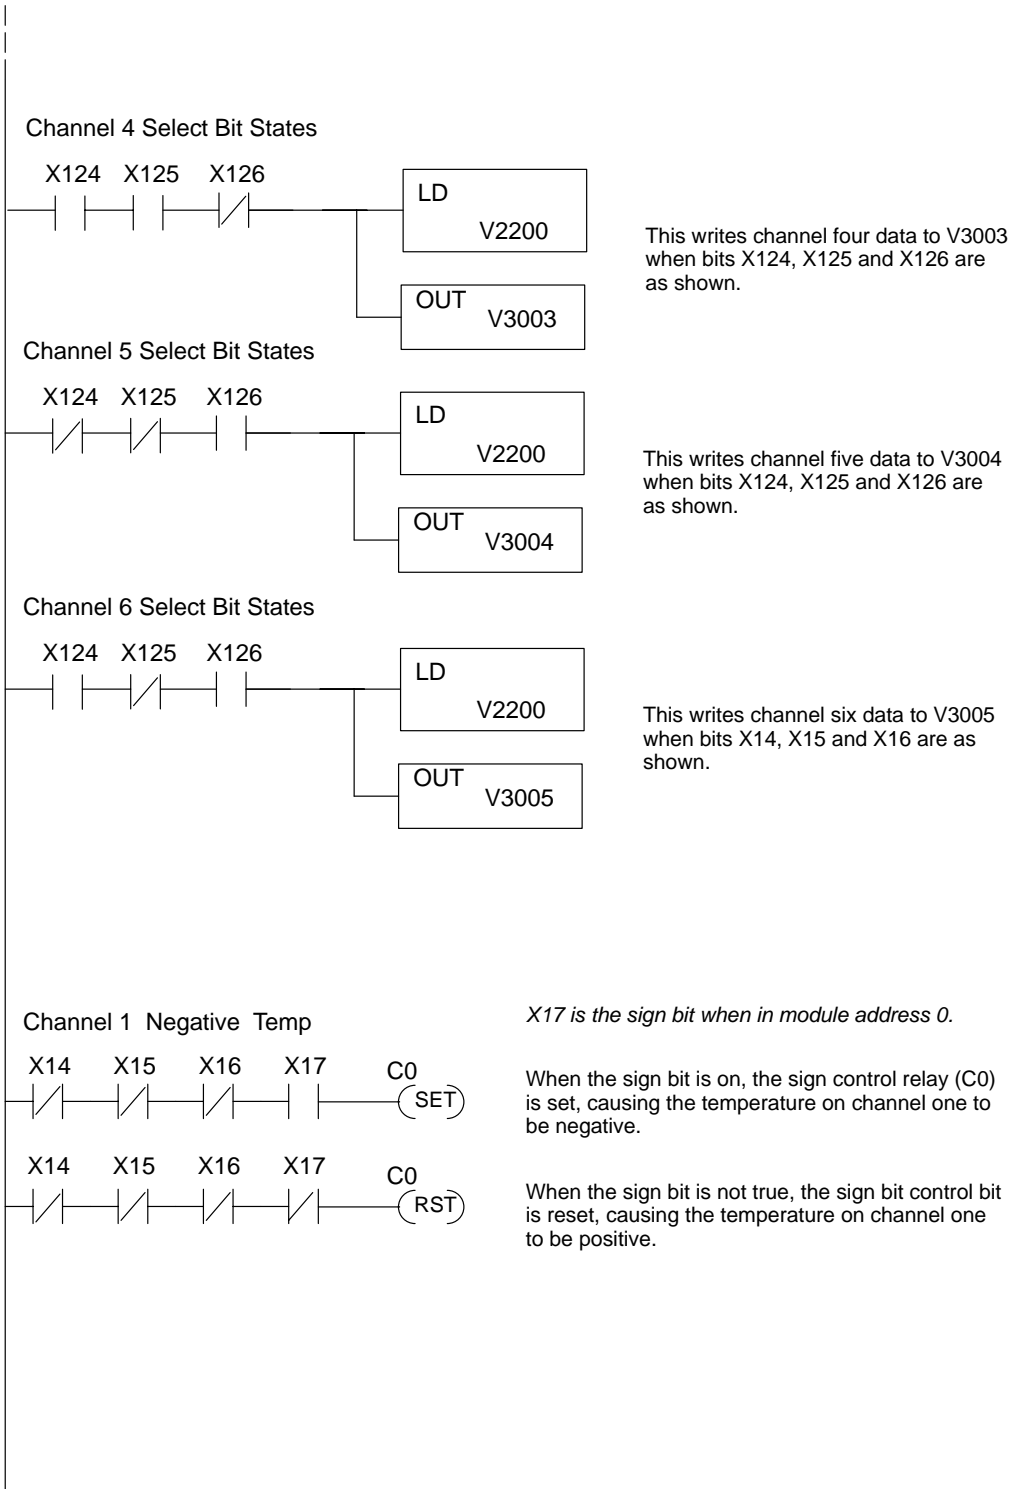 Channel 4 Select Bit States
X124 X125 X126
LD
V2200
OUT
V3003
This writes channel four data to V3003
when bits X124, X125 and X126 are
as shown.
Channel 5 Select Bit States
X124 X125 X126
LD
V2200
OUT
V3004
This writes channel five data to V3004
when bits X124, X125 and X126 are
as shown.
Channel 6 Select Bit States
X124 X125 X126
LD
V2200
OUT
V3005
This writes channel six data to V3005
when bits X14, X15 and X16 are as
shown.
Channel 1 Negative Temp
X17 is the sign bit when in module address 0.
X14 X15 X16 X17 C0
SET
When the sign bit is on, the sign control relay (C0)
is set, causing the temperature on channel one to
be negative.
X14 X15 X16 X17 C0
RST
When the sign bit is not true, the sign bit control bit
is reset, causing the temperature on channel one
to be positive.